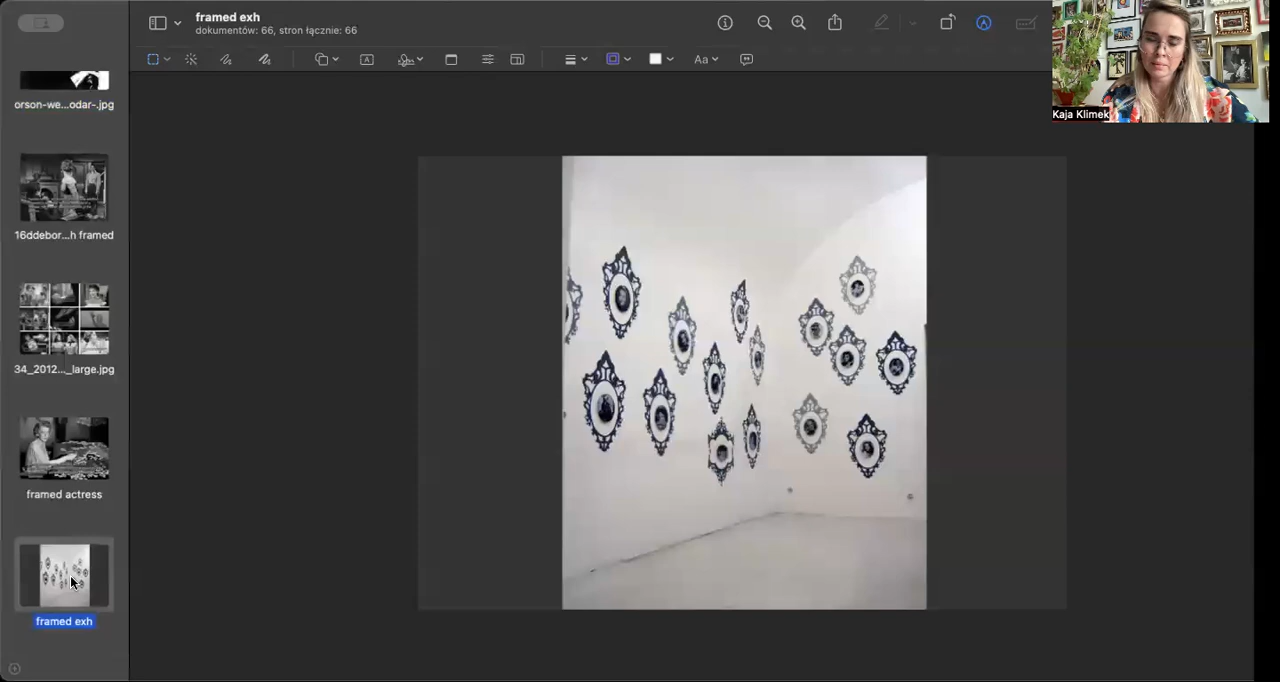 framed exh
dokumentów: 66, stron łącznie: 66
Aa
Kaja Klimek
orson-we...odar-.jpg
16ddebor...h framed
34_2012..._large.jpg
framed actress
framed exh